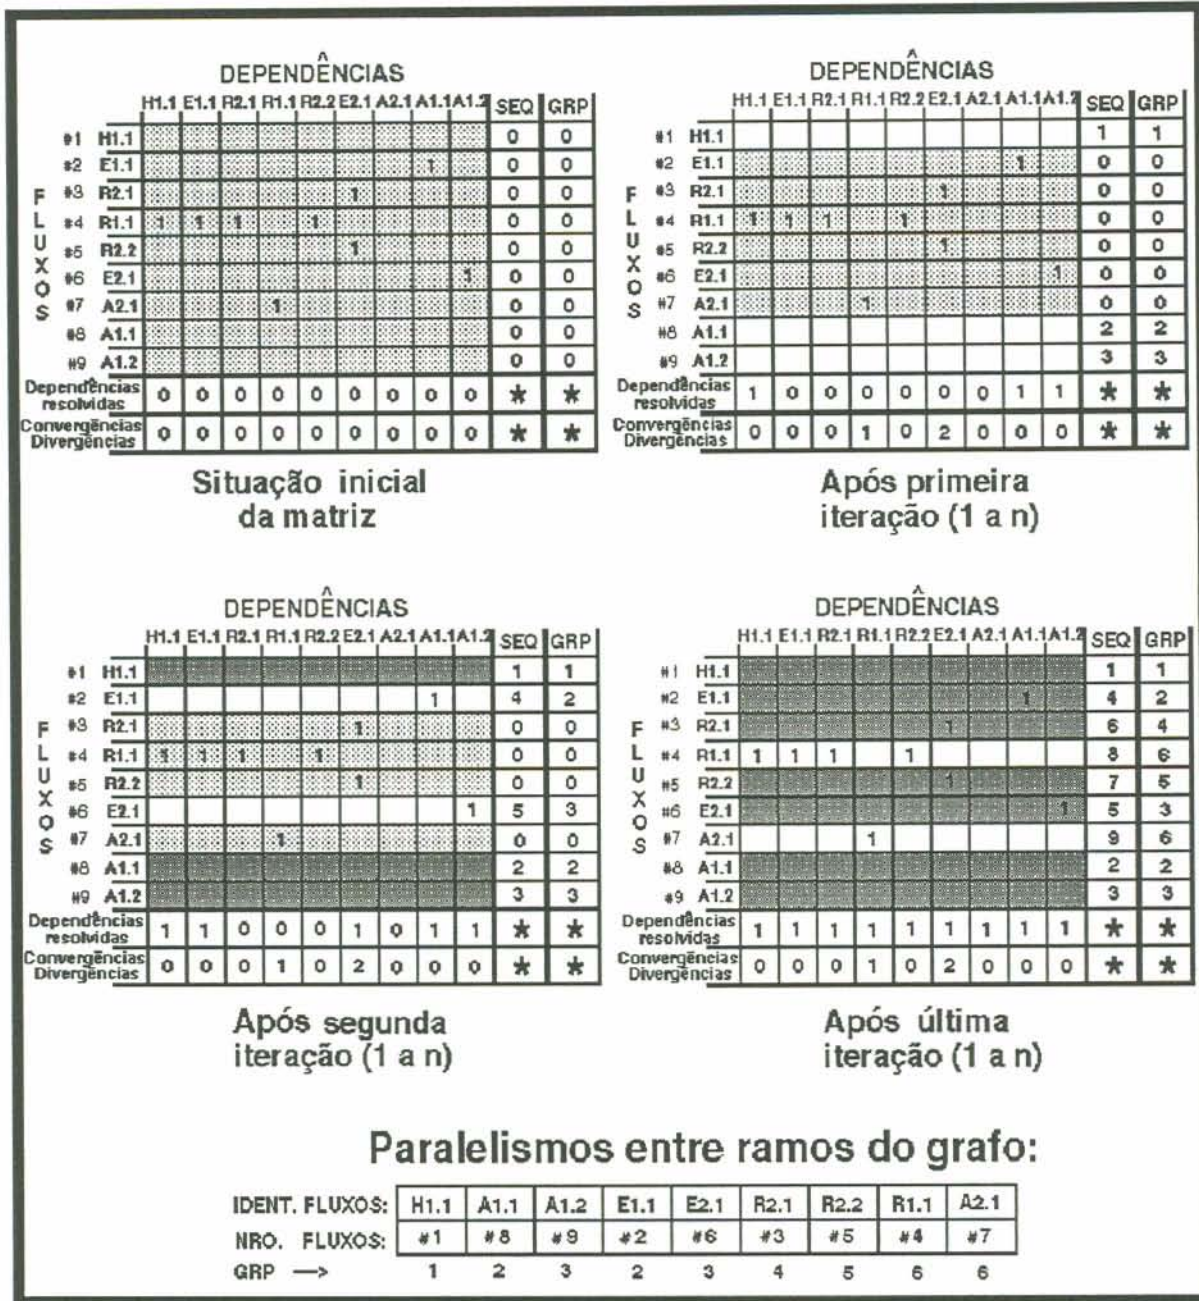 DEPENDÊNCIAS
H1.1 E1.1 R2.1 R1.1 R2.2 E2.1 A2.1 A1.1 A1.2 SEQ GRP
FLUXOS
#1 H1.1 0 0
#2 E1.1 1 0 0
#3 R2.1 1 0 0
#4 R1.1 1 1 1 1 0 0
#5 R2.2 1 0 0
#6 E2.1 1 0 0
#7 A2.1 1 0 0
#8 A1.1 0 0
#9 A1.2 0 0
Dependências resolvidas 0 0 0 0 0 0 0 0 0 * *
Convergências Divergências 0 0 0 0 0 0 0 0 0 * *
Situação inicial
da matriz
DEPENDÊNCIAS
H1.1 E1.1 R2.1 R1.1 R2.2 E2.1 A2.1 A1.1 A1.2 SEQ GRP
FLUXOS
#1 H1.1 1 1
#2 E1.1 1 0 0
#3 R2.1 1 0 0
#4 R1.1 1 1 1 1 0 0
#5 R2.2 1 0 0
#6 E2.1 1 0 0
#7 A2.1 1 0 0
#8 A1.1 2 2
#9 A1.2 3 3
Dependências resolvidas 1 0 0 0 0 0 0 1 1 * *
Convergências Divergências 0 0 0 1 0 2 0 0 0 * *
Após primeira
iteração (1 a n)
DEPENDÊNCIAS
H1.1 E1.1 R2.1 R1.1 R2.2 E2.1 A2.1 A1.1 A1.2 SEQ GRP
FLUXOS
#1 H1.1 1 1
#2 E1.1 1 4 2
#3 R2.1 1 0 0
#4 R1.1 1 1 1 1 0 0
#5 R2.2 1 0 0
#6 E2.1 1 5 3
#7 A2.1 1 0 0
#8 A1.1 2 2
#9 A1.2 3 3
Dependências resolvidas 1 1 0 0 0 1 0 1 1 * *
Convergências Divergências 0 0 0 1 0 2 0 0 0 * *
Após segunda
iteração (1 a n)
DEPENDÊNCIAS
H1.1 E1.1 R2.1 R1.1 R2.2 E2.1 A2.1 A1.1 A1.2 SEQ GRP
FLUXOS
#1 H1.1 1 1
#2 E1.1 1 4 2
#3 R2.1 1 6 4
#4 R1.1 1 1 1 1 8 6
#5 R2.2 1 7 5
#6 E2.1 1 5 3
#7 A2.1 1 9 6
#8 A1.1 2 2
#9 A1.2 3 3
Dependências resolvidas 1 1 1 1 1 1 1 1 1 * *
Convergências Divergências 0 0 0 1 0 2 0 0 0 * *
Após última
iteração (1 a n)
Paralelismos entre ramos do grafo:
IDENT. FLUXOS: H1.1 A1.1 A1.2 E1.1 E2.1 R2.1 R2.2 R1.1 A2.1
NRO. FLUXOS: #1 #8 #9 #2 #6 #3 #5 #4 #7
GRP —> 1 2 3 2 3 4 5 6 6